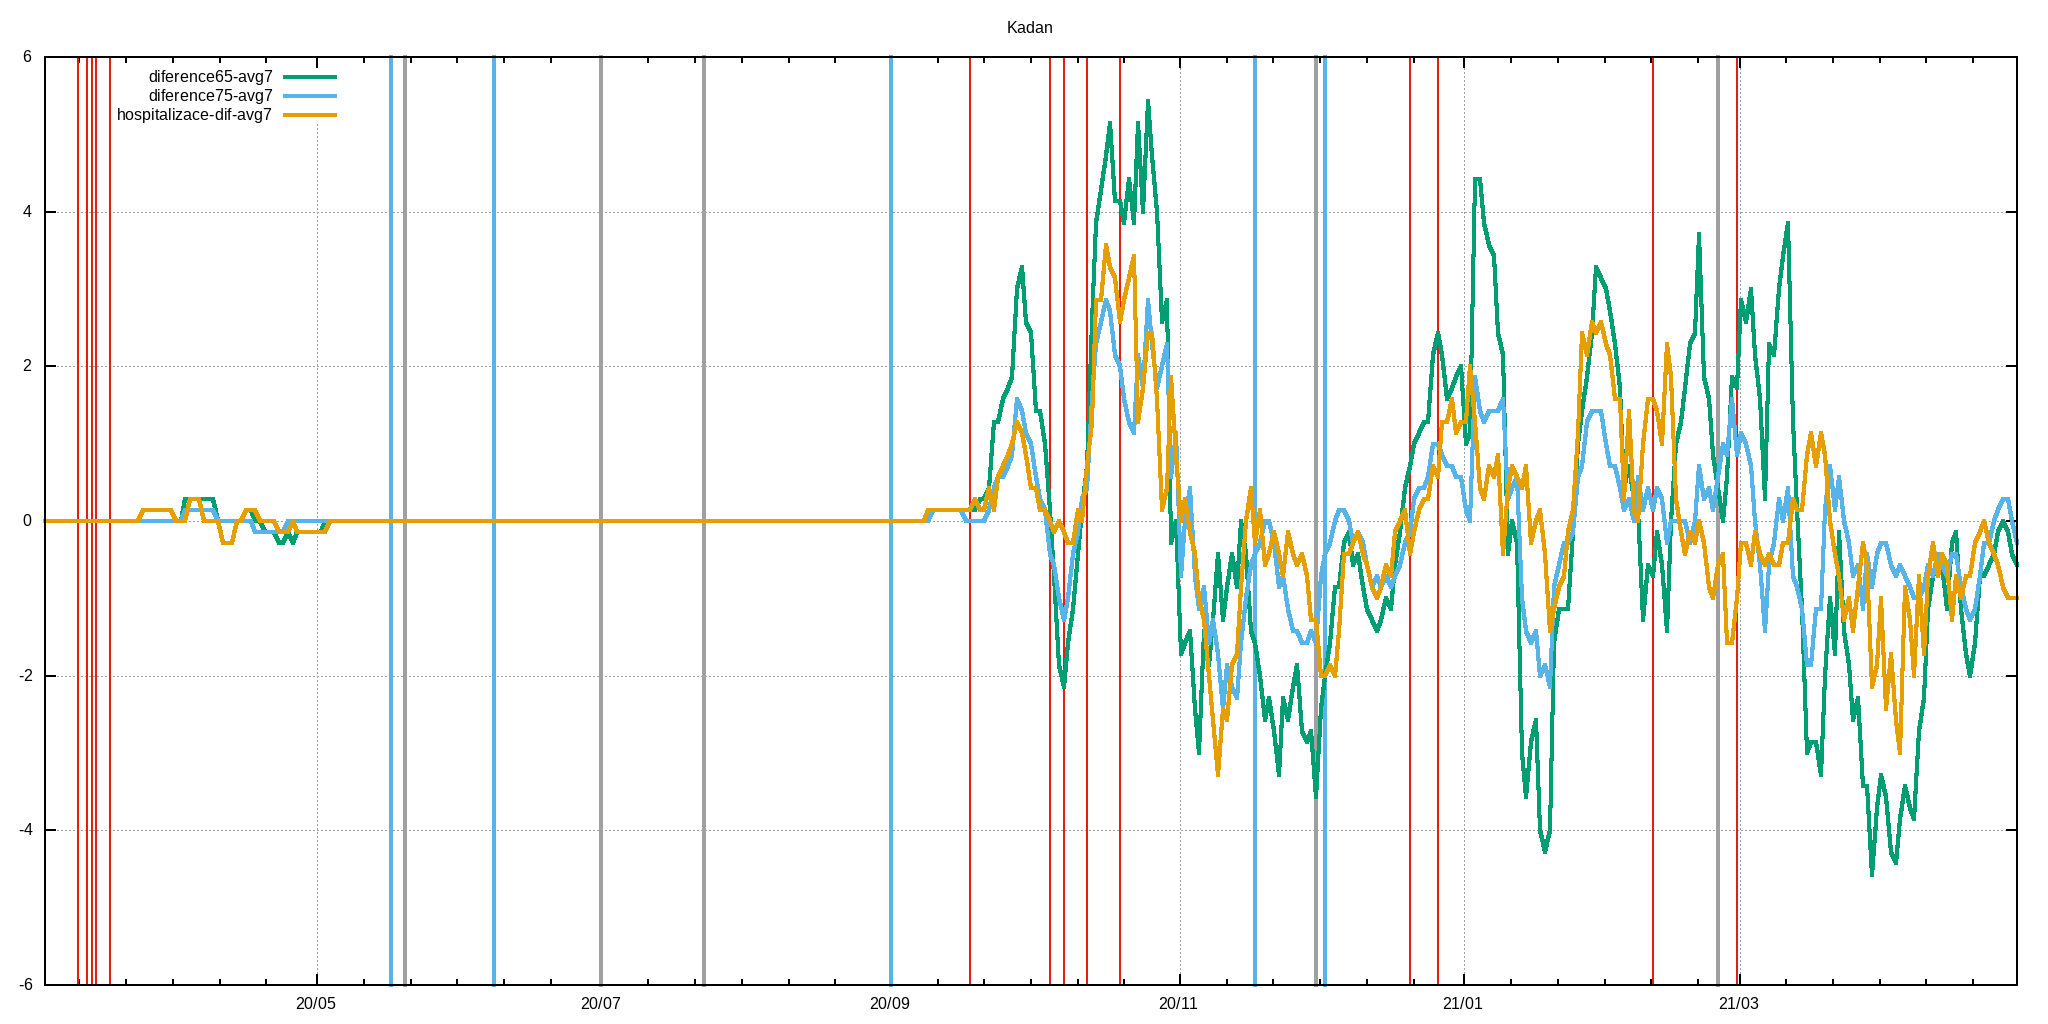 Kadan
6
diference65-avg7
diference75-avg7
hospitalizace-dif-avg7
4
2
0
-2
-4
-6
20/05 20/07 20/09 20/11 21/01 21/03